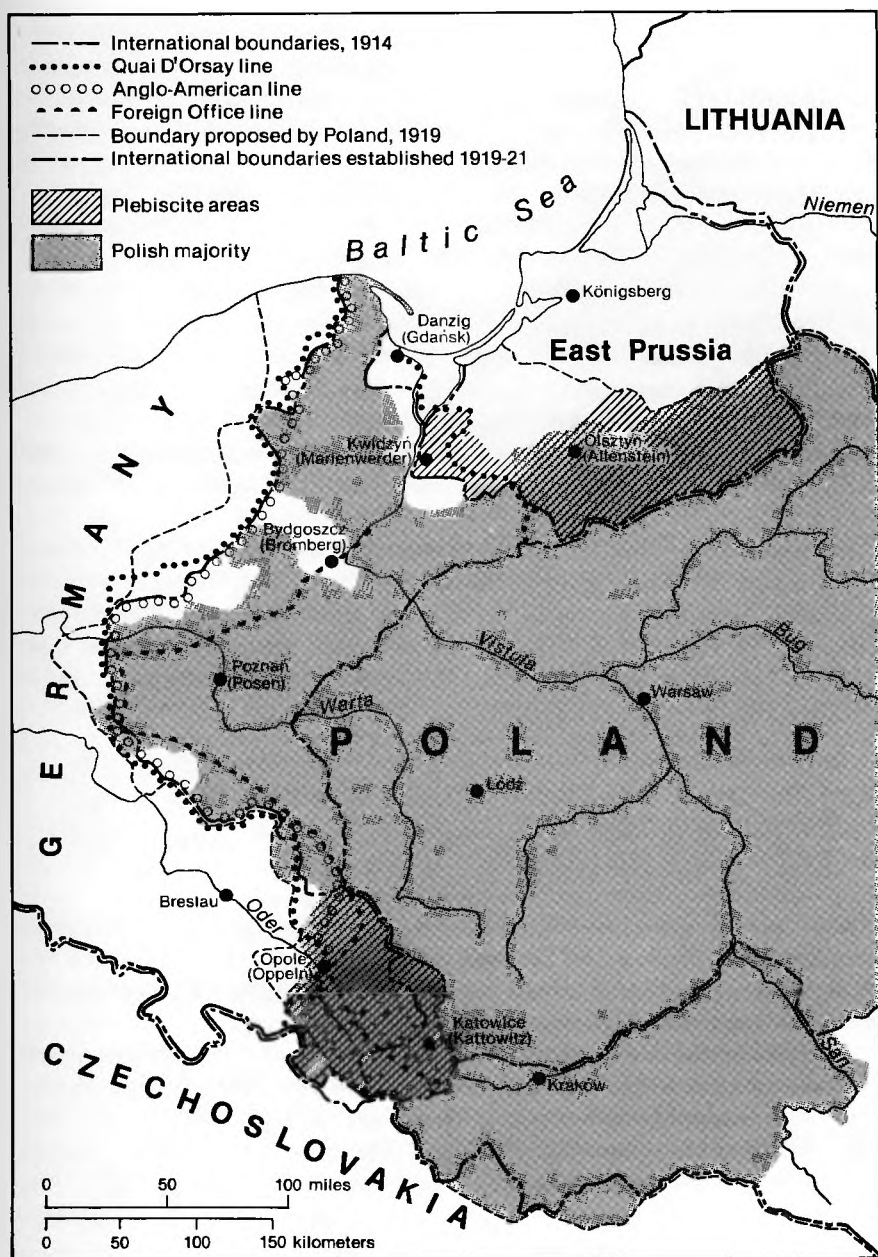 International boundaries, 1914
Quai D'Orsay line
Anglo-American line
Foreign Office line
Boundary proposed by Poland, 1919
International boundaries established 1919-21
Plebiscite areas
Polish majority
LITHUANIA
Niemen
Baltic Sea
Königsberg
Danzig
(Gdańsk)
East Prussia
Kwidzyń
(Marienwerder)
Olsztyn
(Allenstein)
Bydgoszcz
(Bromberg)
GERMANY
Poznań
(Posen)
Warta
Vistula
Bug
Warsaw
POLAND
Łódź
Breslau
Oder
Opole
(Oppeln)
Katowice
(Kattowitz)
Kraków
San
CZECHOSLOVAKIA
0 50 100 miles
0 50 100 150 kilometers